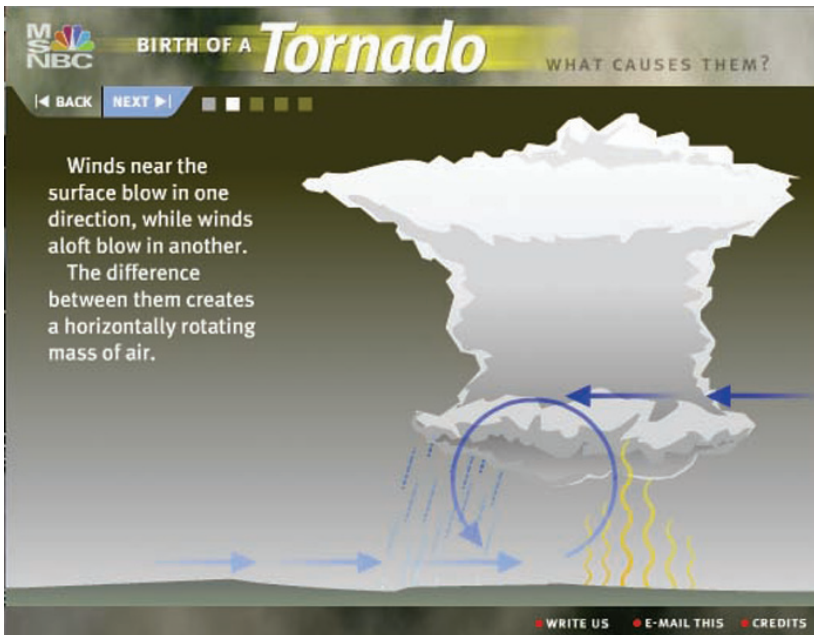 MSNBC
BIRTH OF A Tornado
WHAT CAUSES THEM?
BACK NEXT
Winds near the
surface blow in one
direction, while winds
aloft blow in another.
The difference
between them creates
a horizontally rotating
mass of air.
WRITE US E-MAIL THIS CREDITS